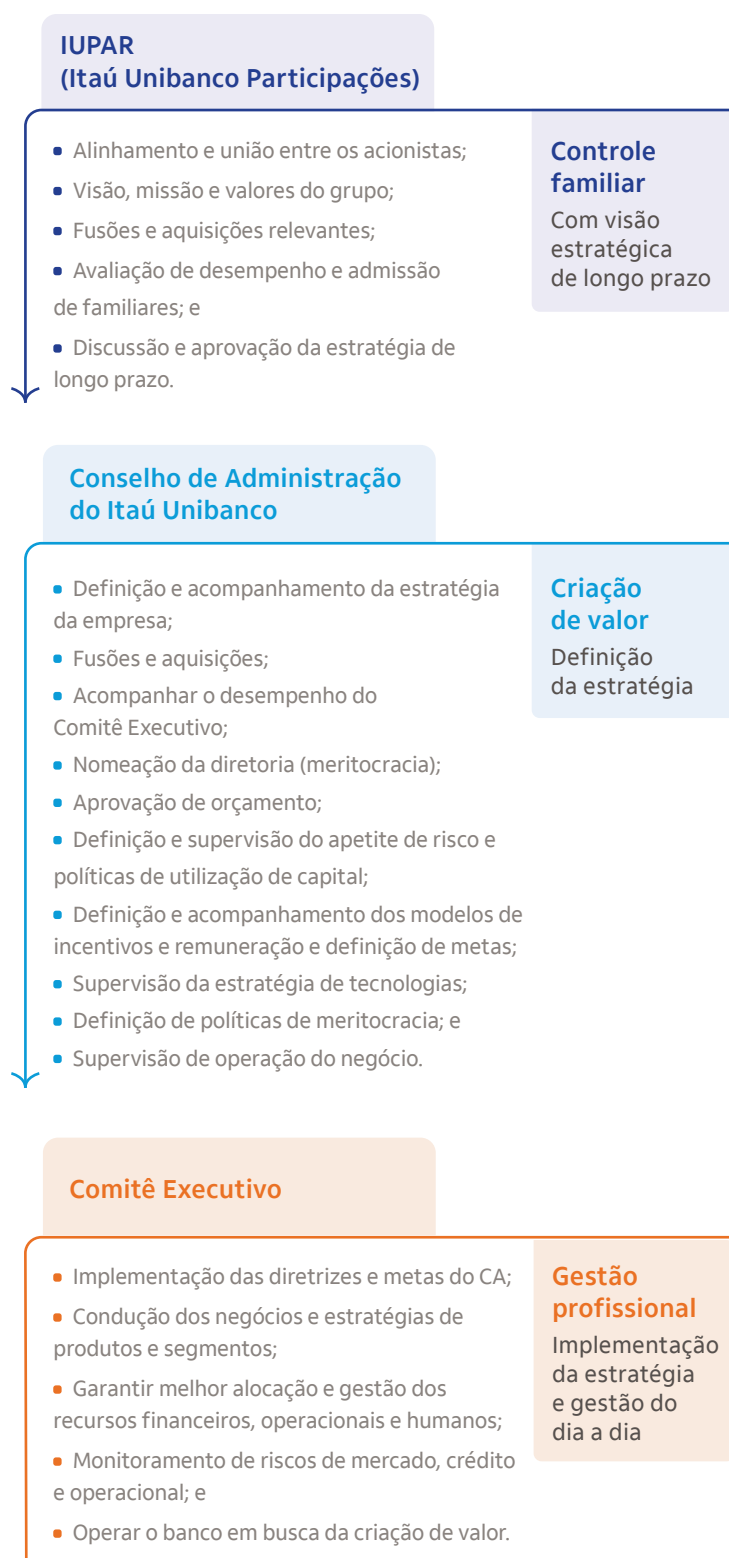 IUPAR
(Itaú Unibanco Participações)
Alinhamento e união entre os acionistas;
Visão, missão e valores do grupo;
Fusões e aquisições relevantes;
Avaliação de desempenho e admissão
de familiares; e
Discussão e aprovação da estratégia de
longo prazo.
Controle
familiar
Com visão
estratégica
de longo prazo
Conselho de Administração
do Itaú Unibanco
Definição e acompanhamento da estratégia
da empresa;
Fusões e aquisições;
Acompanhar o desempenho do
Comitê Executivo;
Nomeação da diretoria (meritocracia);
Aprovação de orçamento;
Definição e supervisão do apetite de risco e
políticas de utilização de capital;
Definição e acompanhamento dos modelos de
incentivos e remuneração e definição de metas;
Supervisão da estratégia de tecnologias;
Definição de políticas de meritocracia; e
Supervisão de operação do negócio.
Criação
de valor
Definição
da estratégia
Comitê Executivo
Implementação das diretrizes e metas do CA;
Condução dos negócios e estratégias de
produtos e segmentos;
Garantir melhor alocação e gestão dos
recursos financeiros, operacionais e humanos;
Monitoramento de riscos de mercado, crédito
e operacional; e
Operar o banco em busca da criação de valor.
Gestão
profissional
Implementação
da estratégia
e gestão do
dia a dia